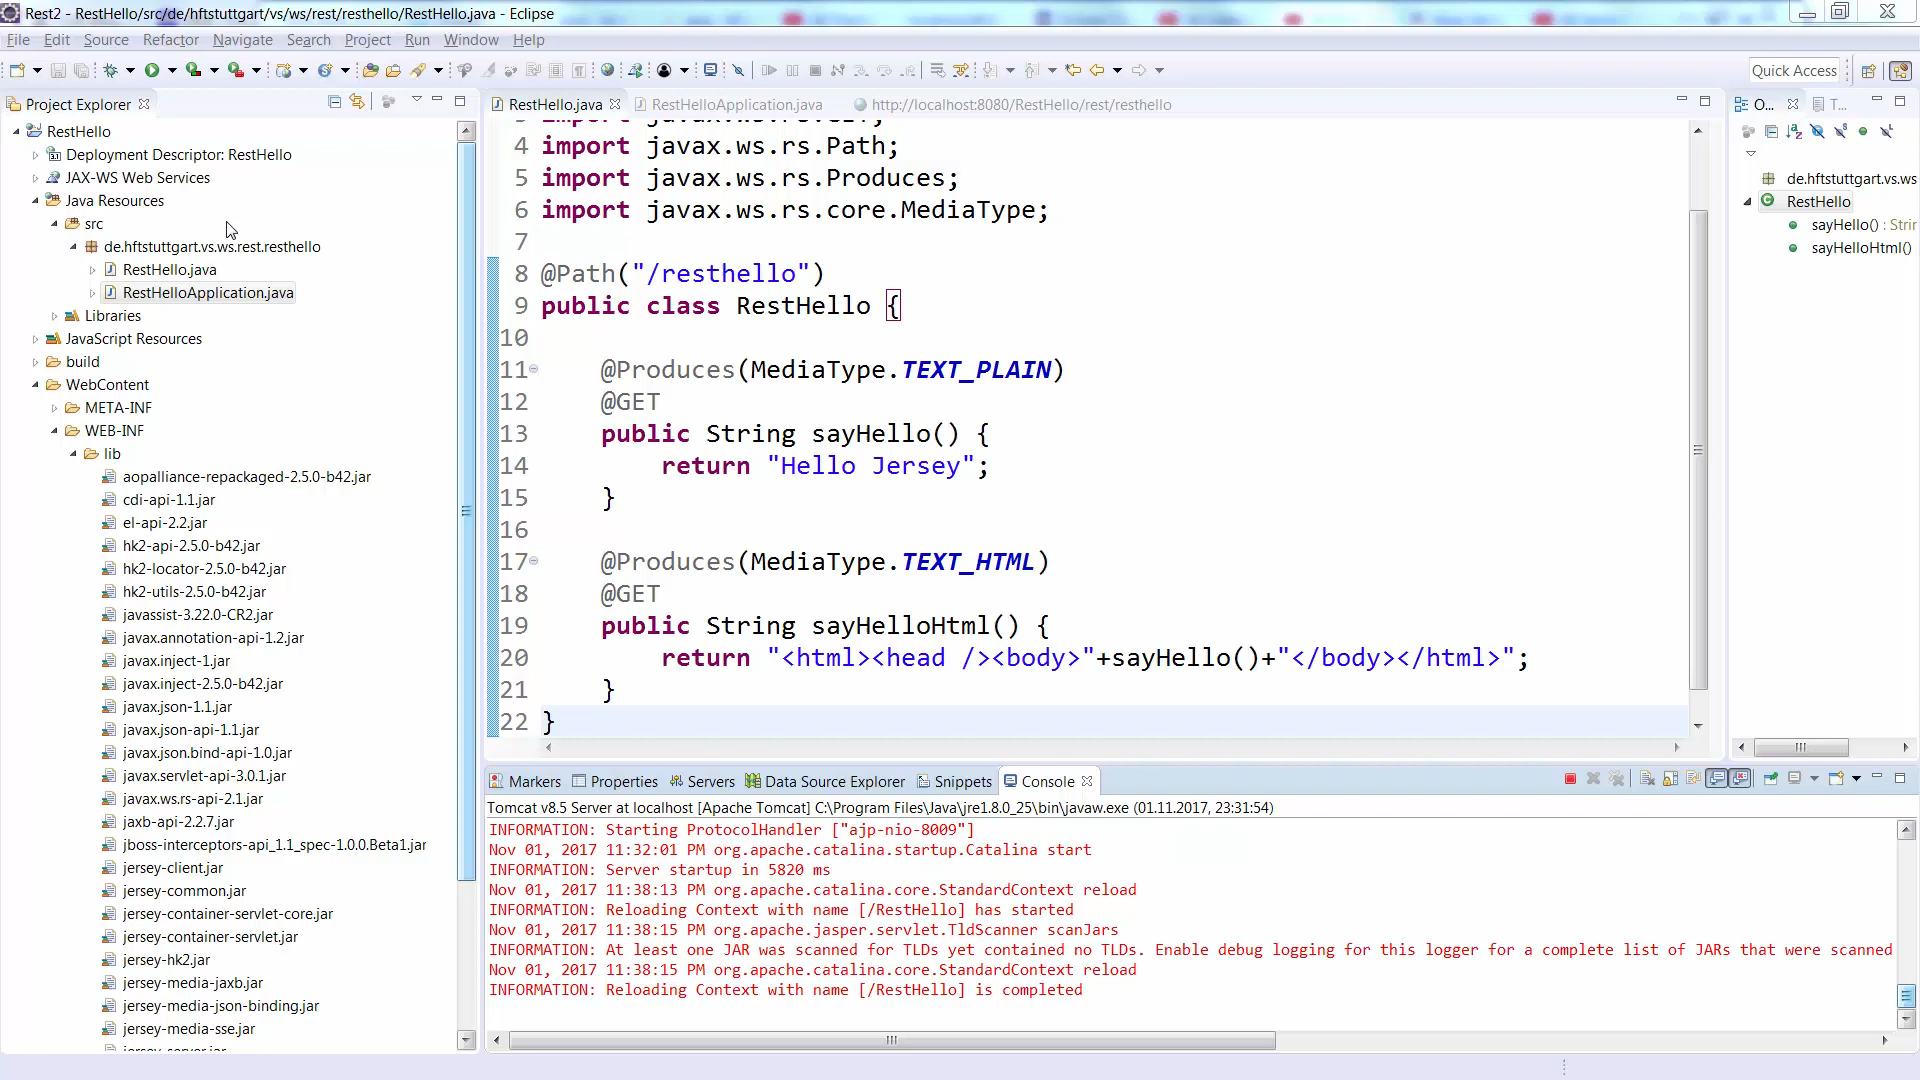 Rest2 - RestHello/src/de/hftstuttgart/vs/ws/rest/resthello/RestHello.java - Eclipse
File Edit Source Refactor Navigate Search Project Run Window Help
Quick Access
Project Explorer
RestHello
Deployment Descriptor: RestHello
JAX-WS Web Services
Java Resources
src
de.hftstuttgart.vs.ws.rest.resthello
RestHello.java
RestHelloApplication.java
Libraries
JavaScript Resources
build
WebContent
META-INF
WEB-INF
lib
aopalliance-repackaged-2.5.0-b42.jar
cdi-api-1.1.jar
el-api-2.2.jar
hk2-api-2.5.0-b42.jar
hk2-locator-2.5.0-b42.jar
hk2-utils-2.5.0-b42.jar
javassist-3.22.0-CR2.jar
javax.annotation-api-1.2.jar
javax.inject-1.jar
javax.inject-2.5.0-b42.jar
javax.json-1.1.jar
javax.json-api-1.1.jar
javax.json.bind-api-1.0.jar
javax.servlet-api-3.0.1.jar
javax.ws.rs-api-2.1.jar
jaxb-api-2.2.7.jar
jboss-interceptors-api_1.1_spec-1.0.0.Beta1.jar
jersey-client.jar
jersey-common.jar
jersey-container-servlet-core.jar
jersey-container-servlet.jar
jersey-hk2.jar
jersey-media-jaxb.jar
jersey-media-json-binding.jar
jersey-media-sse.jar
RestHello.java RestHelloApplication.java http://localhost:8080/RestHello/rest/resthello
4 import javax.ws.rs.Path;
5 import javax.ws.rs.Produces;
6 import javax.ws.rs.core.MediaType;
7
8 @Path("/resthello")
9 public class RestHello {
10
11 @Produces(MediaType.TEXT_PLAIN)
12 @GET
13 public String sayHello() {
14 return "Hello Jersey";
15 }
16
17 @Produces(MediaType.TEXT_HTML)
18 @GET
19 public String sayHelloHtml() {
20 return "<html><head /><body>"+sayHello()+"</body></html>";
21 }
22 }
O... T...
de.hftstuttgart.vs.ws
RestHello
sayHello() : Strir
sayHelloHtml()
Markers Properties Servers Data Source Explorer Snippets Console
Tomcat v8.5 Server at localhost [Apache Tomcat] C:\Program Files\Java\jre1.8.0_25\bin\javaw.exe (01.11.2017, 23:31:54)
INFORMATION: Starting ProtocolHandler ["ajp-nio-8009"]
Nov 01, 2017 11:32:01 PM org.apache.catalina.startup.Catalina start
INFORMATION: Server startup in 5820 ms
Nov 01, 2017 11:38:13 PM org.apache.catalina.core.StandardContext reload
INFORMATION: Reloading Context with name [/RestHello] has started
Nov 01, 2017 11:38:15 PM org.apache.jasper.servlet.TldScanner scanJars
INFORMATION: At least one JAR was scanned for TLDs yet contained no TLDs. Enable debug logging for this logger for a complete list of JARs that were scanned
Nov 01, 2017 11:38:15 PM org.apache.catalina.core.StandardContext reload
INFORMATION: Reloading Context with name [/RestHello] is completed